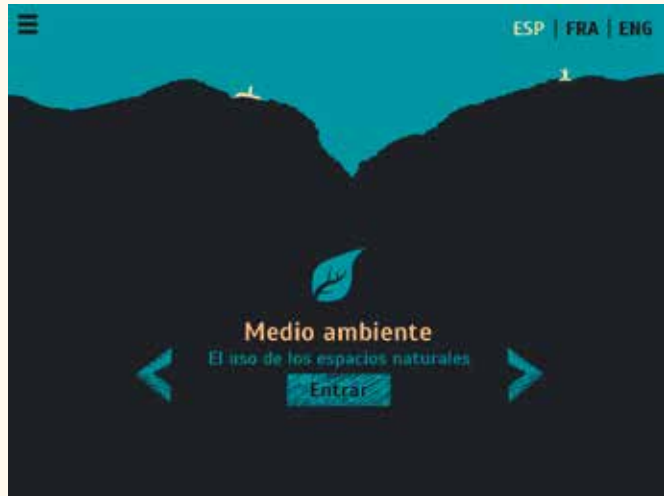 ESP | FRA | ENG
Medio ambiente
El uso de los espacios naturales
Entrar